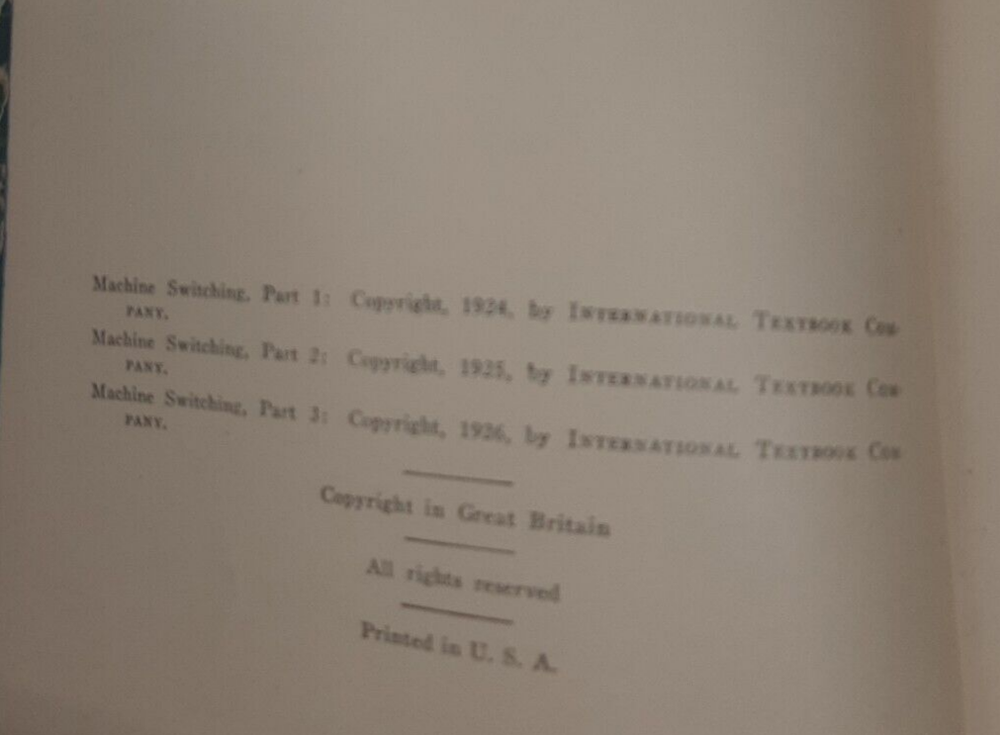 Machine Switching, Part 1: Copyright, 1924, by INTERNATIONAL TEXTBOOK COM-
PANY.
Machine Switching, Part 2: Copyright, 1925, by INTERNATIONAL TEXTBOOK COM-
PANY.
Machine Switching, Part 3: Copyright, 1926, by INTERNATIONAL TEXTBOOK COM-
PANY.
Copyright in Great Britain
All rights reserved
Printed in U. S. A.